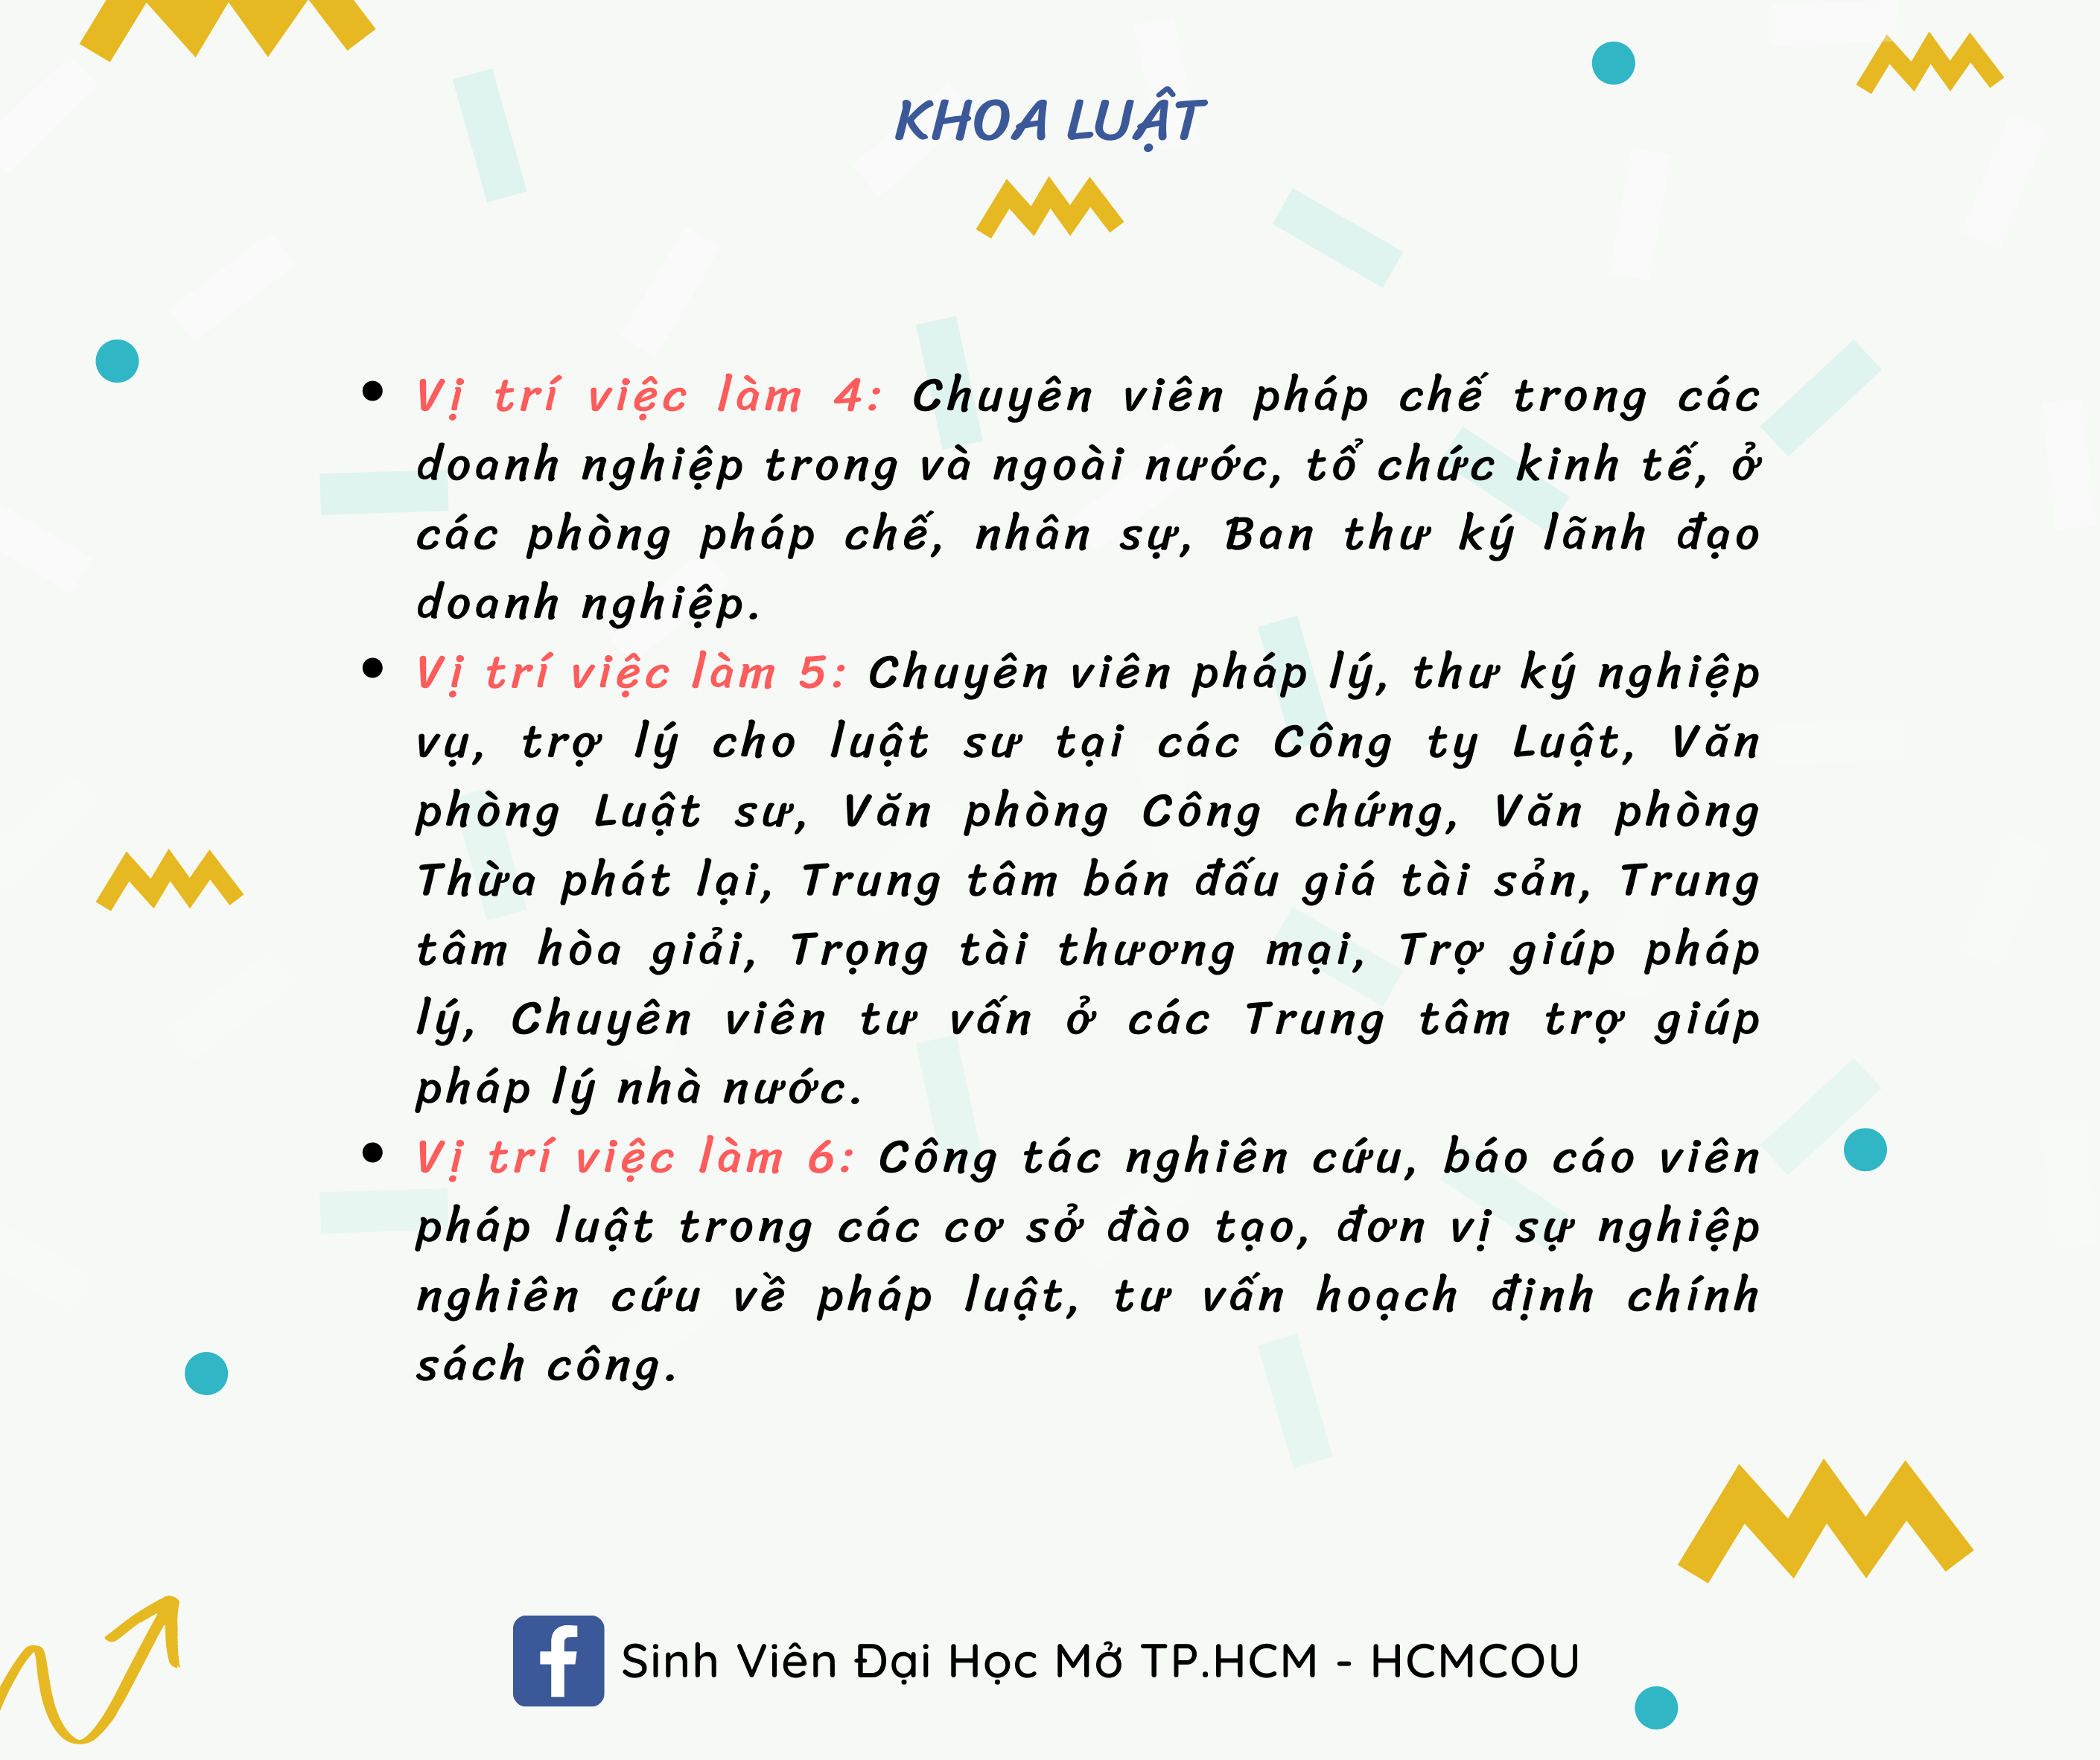 KHOA LUẬT
• Vị trí việc làm 4: Chuyên viên pháp chế trong các
doanh nghiệp trong và ngoài nước, tổ chức kinh tế, ở
các phòng pháp chế, nhân sự, Ban thư ký lãnh đạo
doanh nghiệp.
• Vị trí việc làm 5: Chuyên viên pháp lý, thư ký nghiệp
vụ, trợ lý cho luật sư tại các Công ty Luật, Văn
phòng Luật sư, Văn phòng Công chứng, Văn phòng
Thừa phát lại, Trung tâm bán đấu giá tài sản, Trung
tâm hòa giải, Trọng tài thương mại, Trợ giúp pháp
lý, Chuyên viên tư vấn ở các Trung tâm trợ giúp
pháp lý nhà nước.
• Vị trí việc làm 6: Công tác nghiên cứu, báo cáo viên
pháp luật trong các cơ sở đào tạo, đơn vị sự nghiệp
nghiên cứu về pháp luật, tư vấn hoạch định chính
sách công.
Sinh Viên Đại Học Mở TP.HCM - HCMCOU